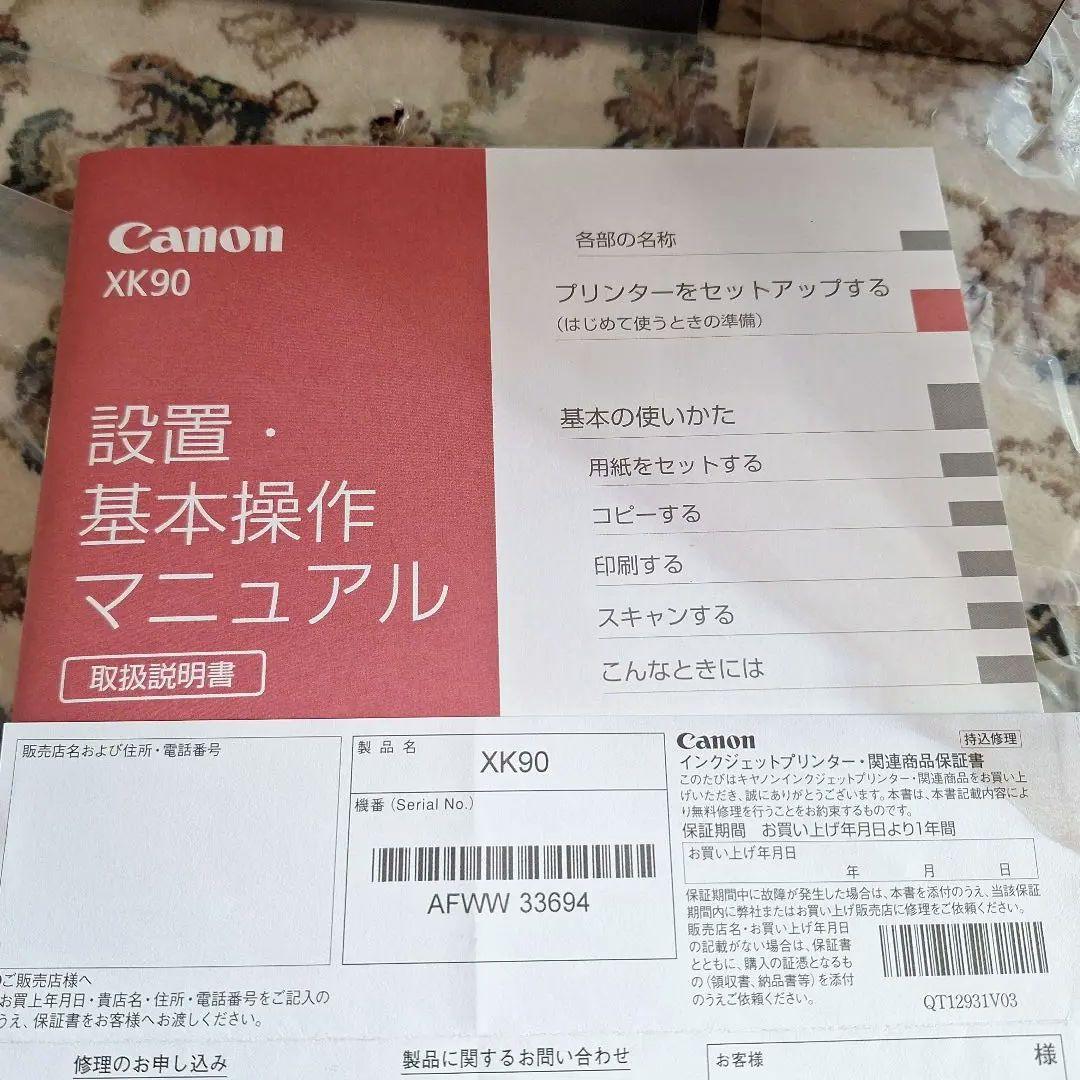 Canon
XK90
設置・
基本操作
マニュアル
取扱説明書
各部の名称
プリンターをセットアップする
(はじめて使うときの準備)
基本の使いかた
用紙をセットする
コピーする
印刷する
スキャンする
こんなときには
販売店名および住所・電話番号
製品名
XK90
機番 (Serial No.)
AFWW 33694
Canon
持込修理
インクジェットプリンター・関連商品保証書
このたびはキヤノンインクジェットプリンター・関連商品をお買い上
げいただき、誠にありがとうございます。本書は、本書記載内容によ
り無料修理を行うことをお約束するものです。
保証期間 お買い上げ年月日より1年間
お買い上げ年月日
年 月 日
保証期間中に故障が発生した場合は、本書を添付のうえ、当該保証
期間内に弊社またはお買い上げ販売店に修理をご依頼ください。
販売店名・お買い上げ年月日
の記載がない場合は、保証書
とともに、購入の証憑となるも
の(領収書、納品書等)を添付
のうえご依頼ください。
QT12931V03
ご販売店様へ
お買上年月日・貴店名・住所・電話番号をご記入の
うえ、保証書をお客様へお渡しください。
修理のお申し込み
製品に関するお問い合わせ
お客様
様